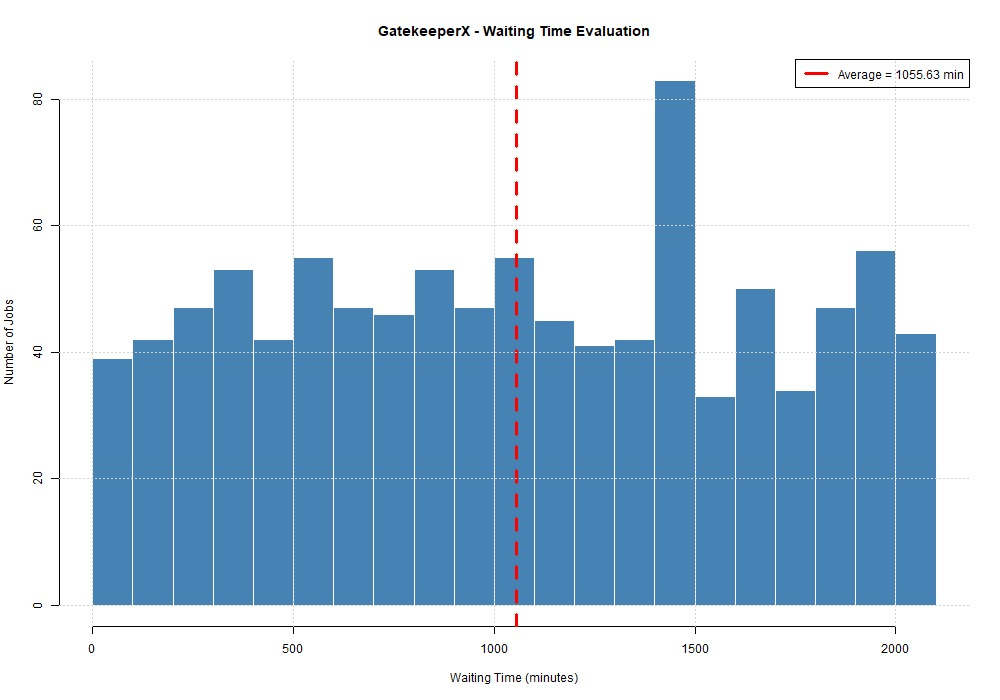 GatekeeperX - Waiting Time Evaluation
Average = 1055.63 min
80
60
40
20
0
Number of Jobs
0 500 1000 1500 2000
Waiting Time (minutes)